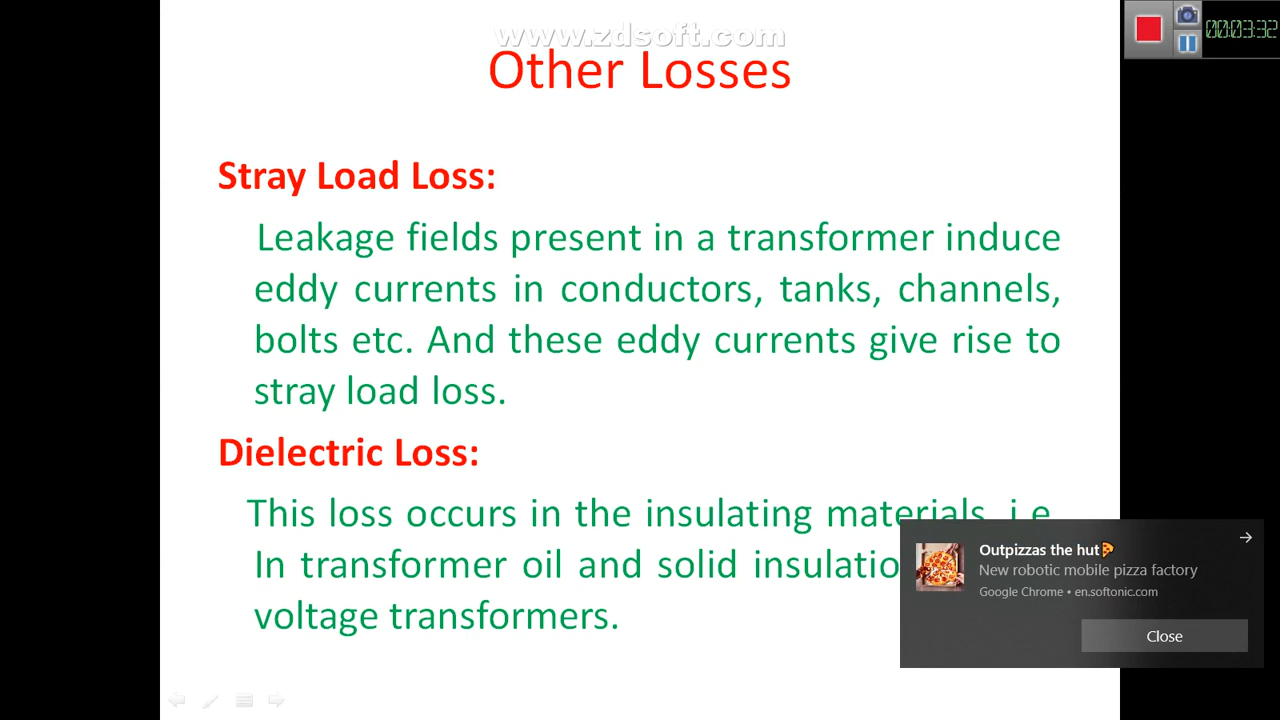 www.zdsoft.com
00:03:32
Other Losses
Stray Load Loss:
Leakage fields present in a transformer induce
eddy currents in conductors, tanks, channels,
bolts etc. And these eddy currents give rise to
stray load loss.
Dielectric Loss:
This loss occurs in the insulating materials, i.e.
In transformer oil and solid
voltage transformers.
Outpizzas the hut🍕
New robotic mobile pizza factory
Google Chrome • en.softonic.com
Close